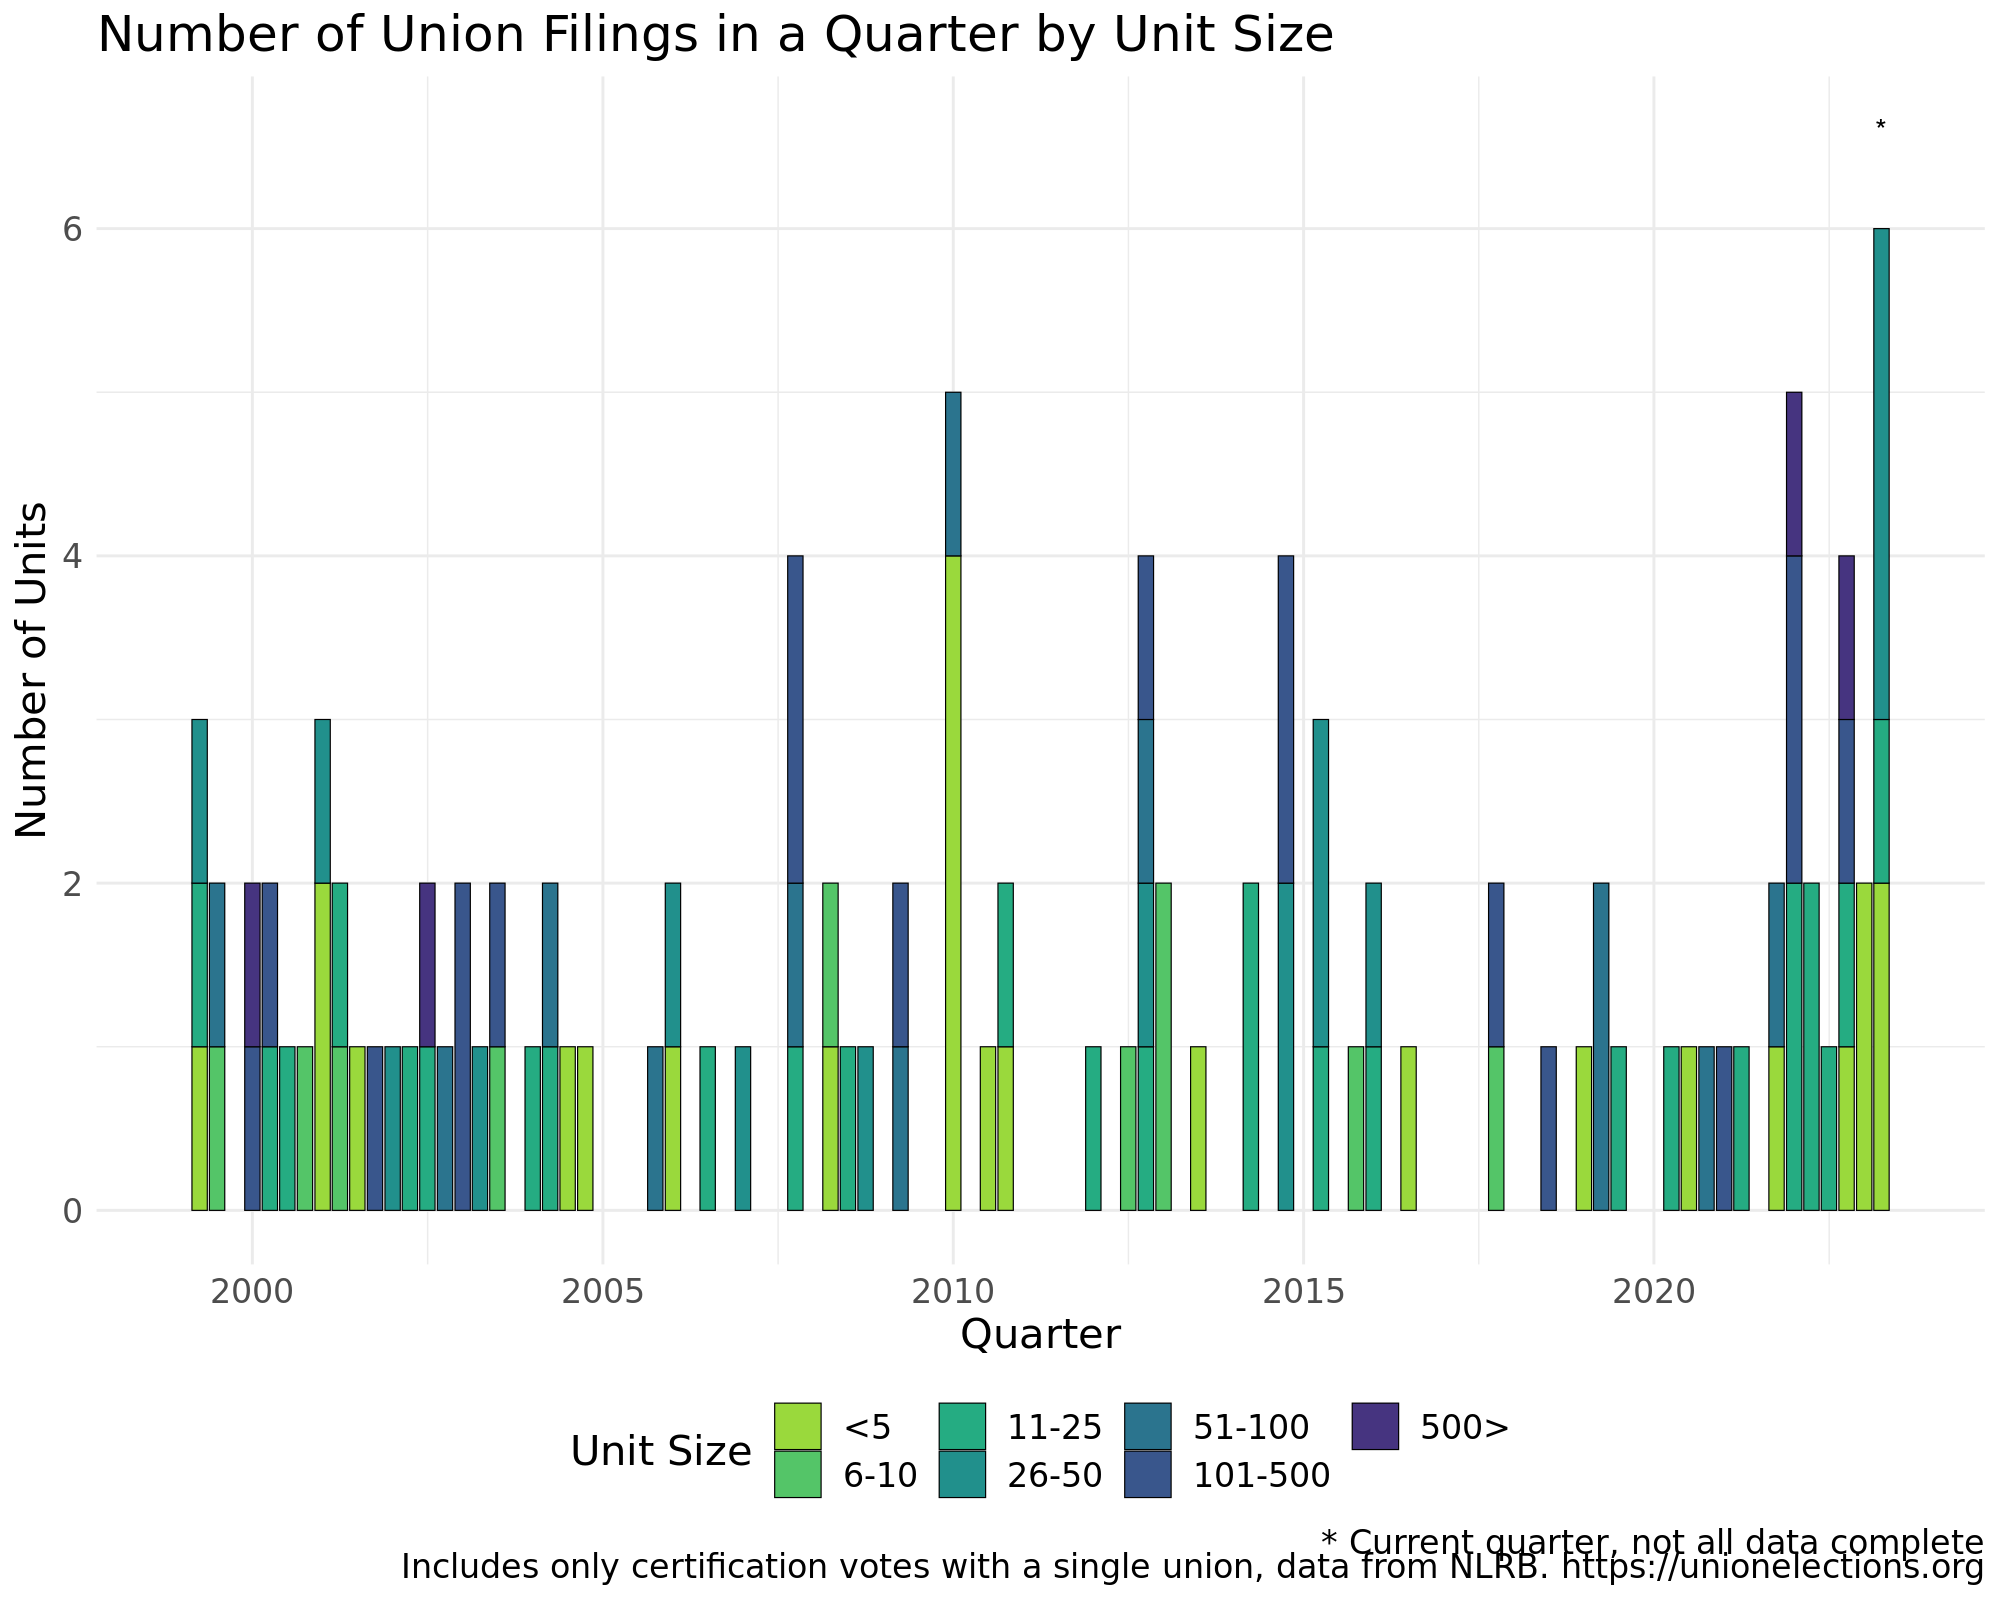 Number of Union Filings in a Quarter by Unit Size
*
Number of Units
6
4
2
0
2000 2005 2010 2015 2020
Quarter
Unit Size
<5 11-25 51-100 500>
6-10 26-50 101-500
* Current quarter, not all data complete
Includes only certification votes with a single union, data from NLRB. https://unionelections.org